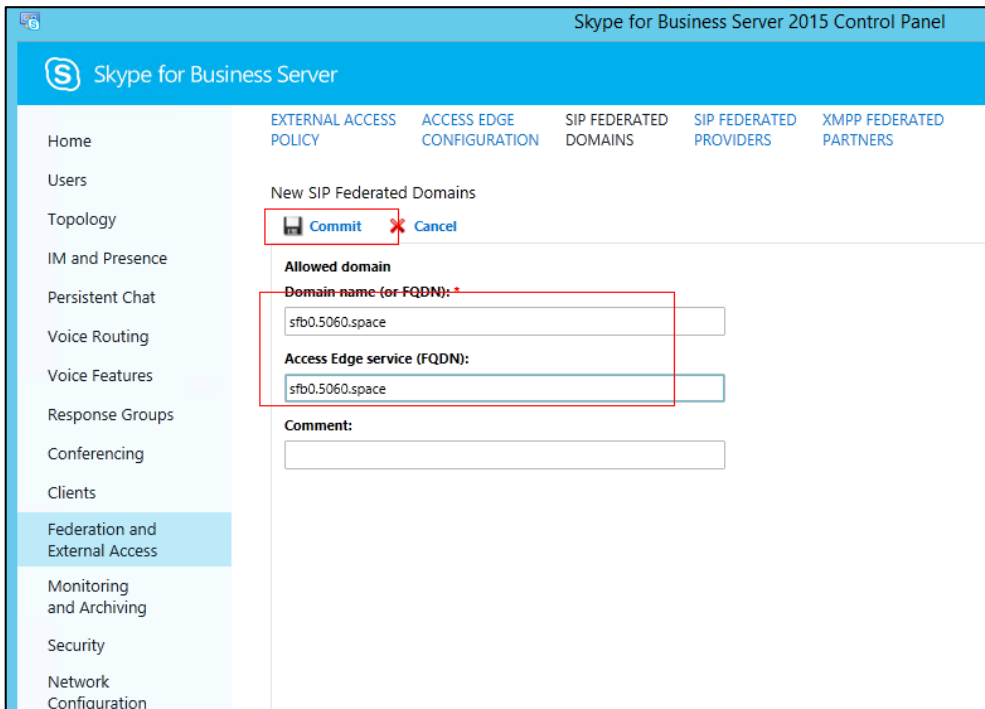 Skype for Business Server 2015 Control Panel
Skype for Business Server
Home
Users
Topology
IM and Presence
Persistent Chat
Voice Routing
Voice Features
Response Groups
Conferencing
Clients
Federation and
External Access
Monitoring
and Archiving
Security
Network
Configuration
EXTERNAL ACCESS
POLICY
ACCESS EDGE
CONFIGURATION
SIP FEDERATED
DOMAINS
SIP FEDERATED
PROVIDERS
XMPP FEDERATED
PARTNERS
New SIP Federated Domains
Commit
Cancel
Allowed domain
Domain name (or FQDN): *
sfb0.5060.space
Access Edge service (FQDN):
sfb0.5060.space
Comment: